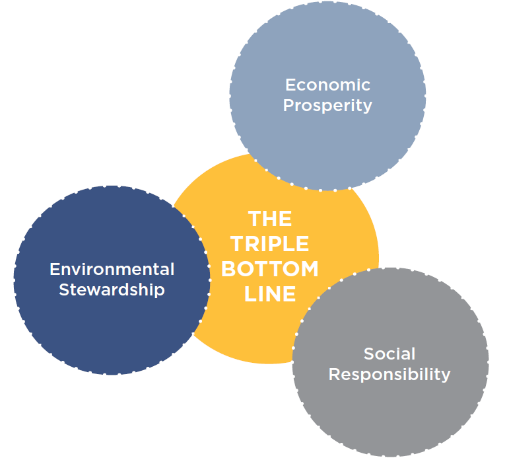 Economic
Prosperity
THE
TRIPLE
BOTTOM
LINE
Environmental
Stewardship
Social
Responsibility